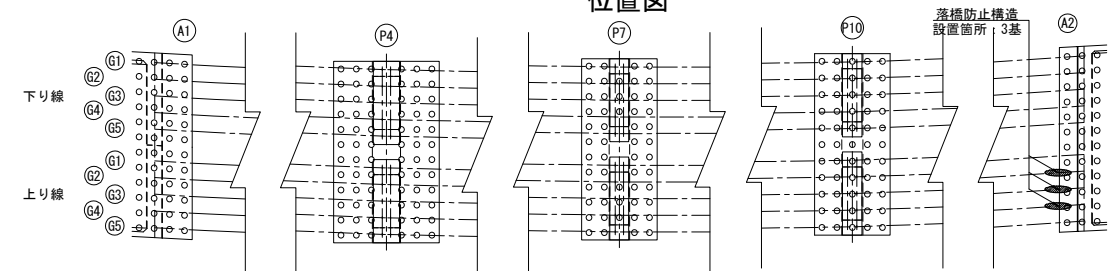 位置図
A1
P4
P7
P10
落橋防止構造
設置箇所:3基
A2
下り線
G1
G2
G3
G4
G5
上り線
G1
G2
G3
G4
G5